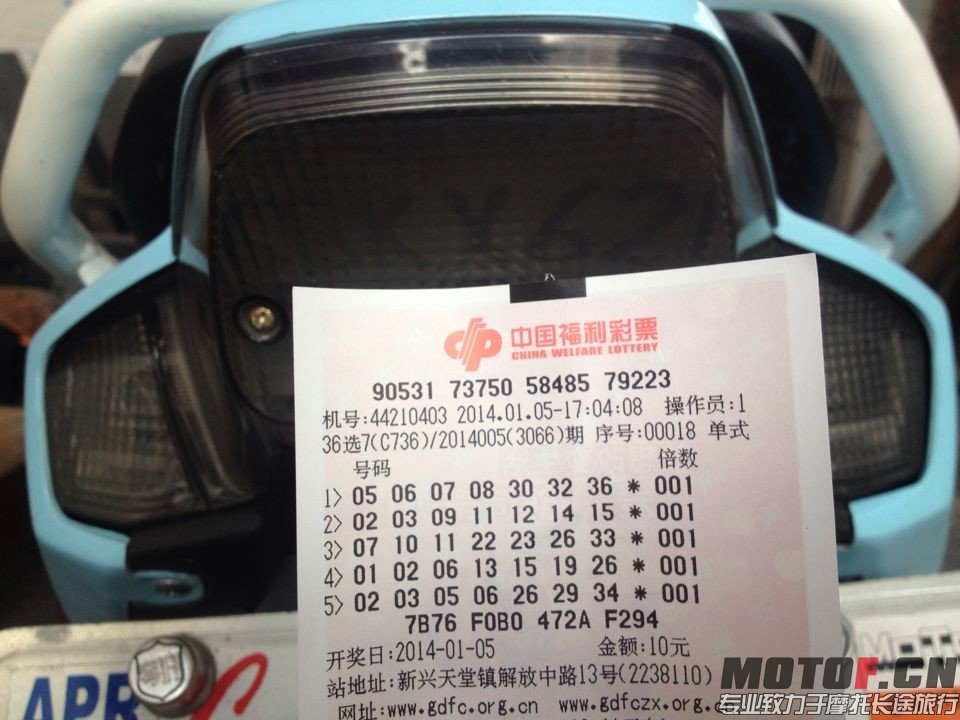 中国福利彩票
CHINA WELFARE LOTTERY
90531 73750 58485 79223
机号:44210403 2014.01.05-17:04:08 操作员:1
36选7(C736)/2014005(3066)期 序号:00018 单式
号码 倍数
1> 05 06 07 08 30 32 36 * 001
2> 02 03 09 11 12 14 15 * 001
3> 07 10 11 22 23 26 33 * 001
4> 01 02 06 13 15 19 26 * 001
5> 02 03 05 06 26 29 34 * 001
7B76 F0B0 472A F294
开奖日:2014-01-05 金额:10元
站地址:新兴天堂镇解放中路13号(2238110)
网址:www.gdfc.org.cn www.gdfczx.org.c
APR
MOTOF.CN
专业致力于摩托长途旅行